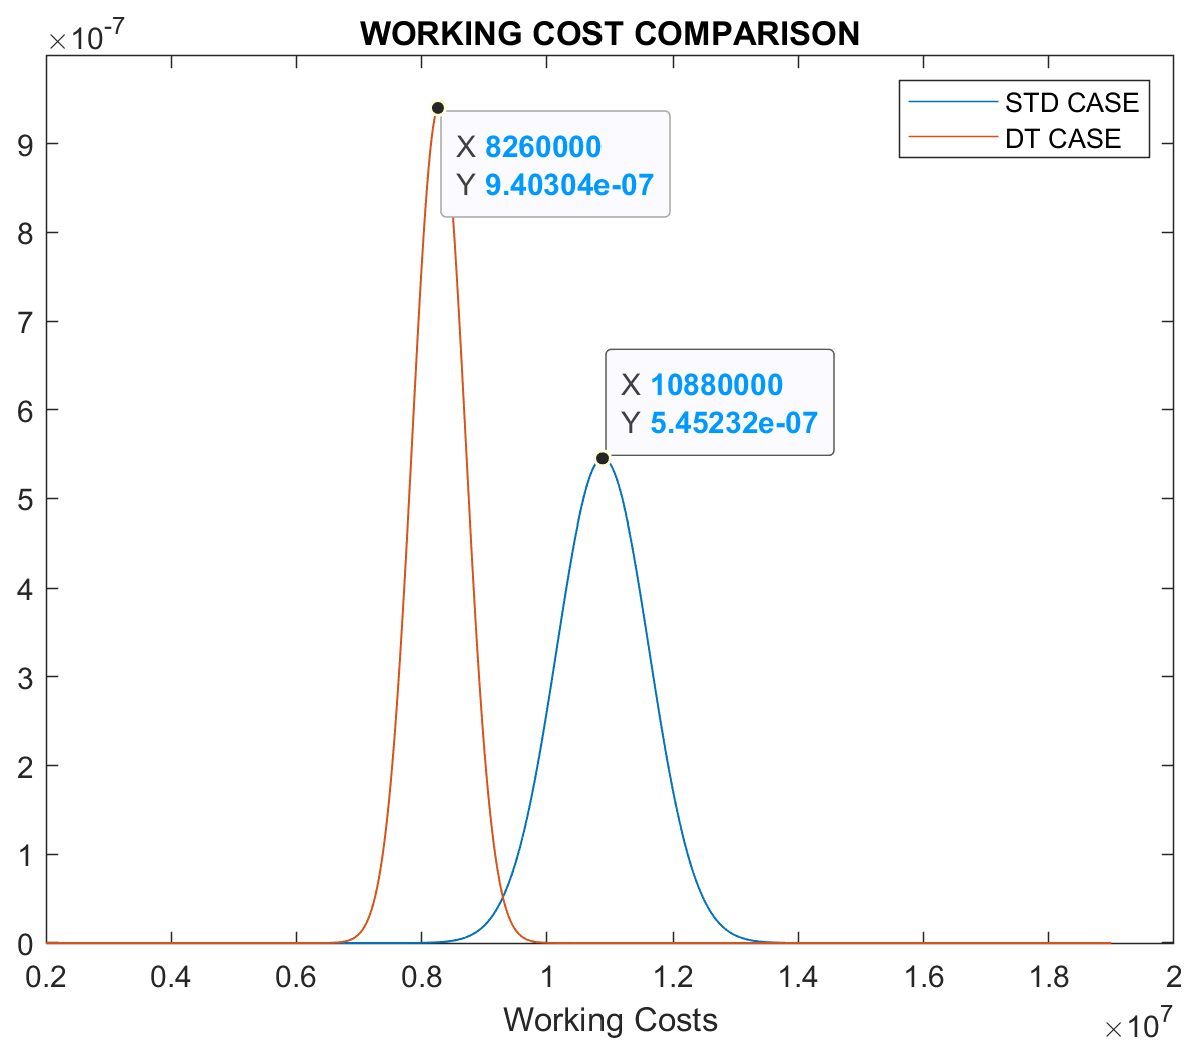 WORKING COST COMPARISON
×10-7
STD CASE
DT CASE
X 8260000
Y 9.40304e-07
X 10880000
Y 5.45232e-07
9
8
7
6
5
4
3
2
1
0
0.2 0.4 0.6 0.8 1 1.2 1.4 1.6 1.8 2
Working Costs
×10^7